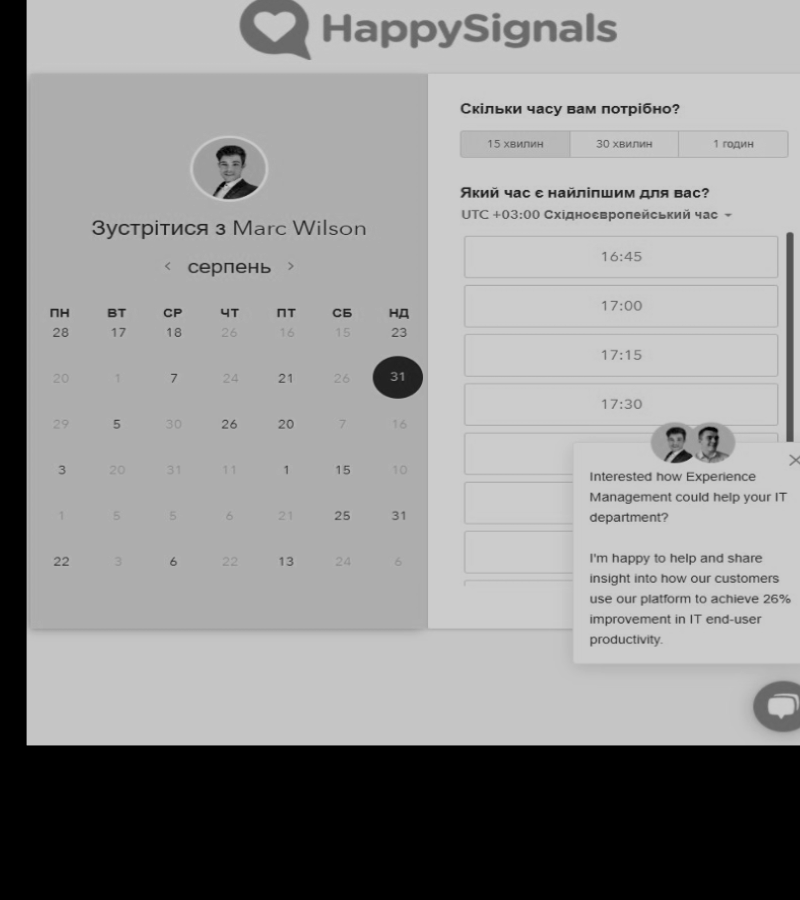 HappySignals
Зустрітися з Marc Wilson
серпень
ПН ВТ СР ЧТ ПТ СБ НД
28 17 18 26 16 15 23
20 1 7 24 21 26 31
29 5 30 26 20 7 16
3 20 31 11 1 15 10
1 5 5 6 21 25 31
22 3 6 22 13 24 6
Скільки часу вам потрібно?
15 хвилин 30 хвилин 1 годин
Який час є найліпшим для вас?
UTC +03:00 Східноєвропейський час
16:45
17:00
17:15
17:30
Interested how Experience
Management could help your IT
department?
I'm happy to help and share
insight into how our customers
use our platform to achieve 26%
improvement in IT end-user
productivity.